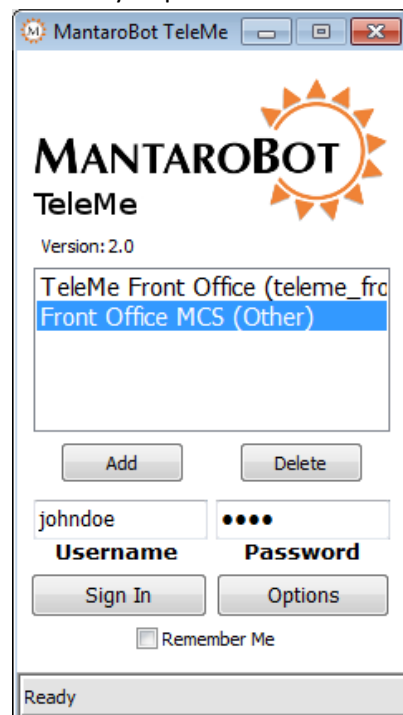 MantaroBot TeleMe
MANTAROBOT
TeleMe
Version: 2.0
TeleMe Front Office (teleme_fro
Front Office MCS (Other)
Add Delete
johndoe ••••
Username Password
Sign In Options
Remember Me
Ready